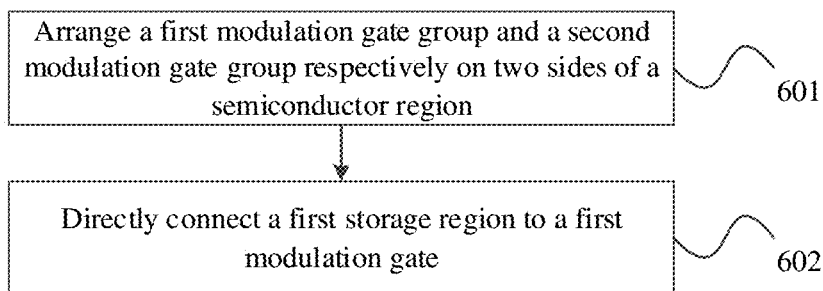 Arrange a first modulation gate group and a second
modulation gate group respectively on two sides of a
semiconductor region
601
Directly connect a first storage region to a first
modulation gate
602